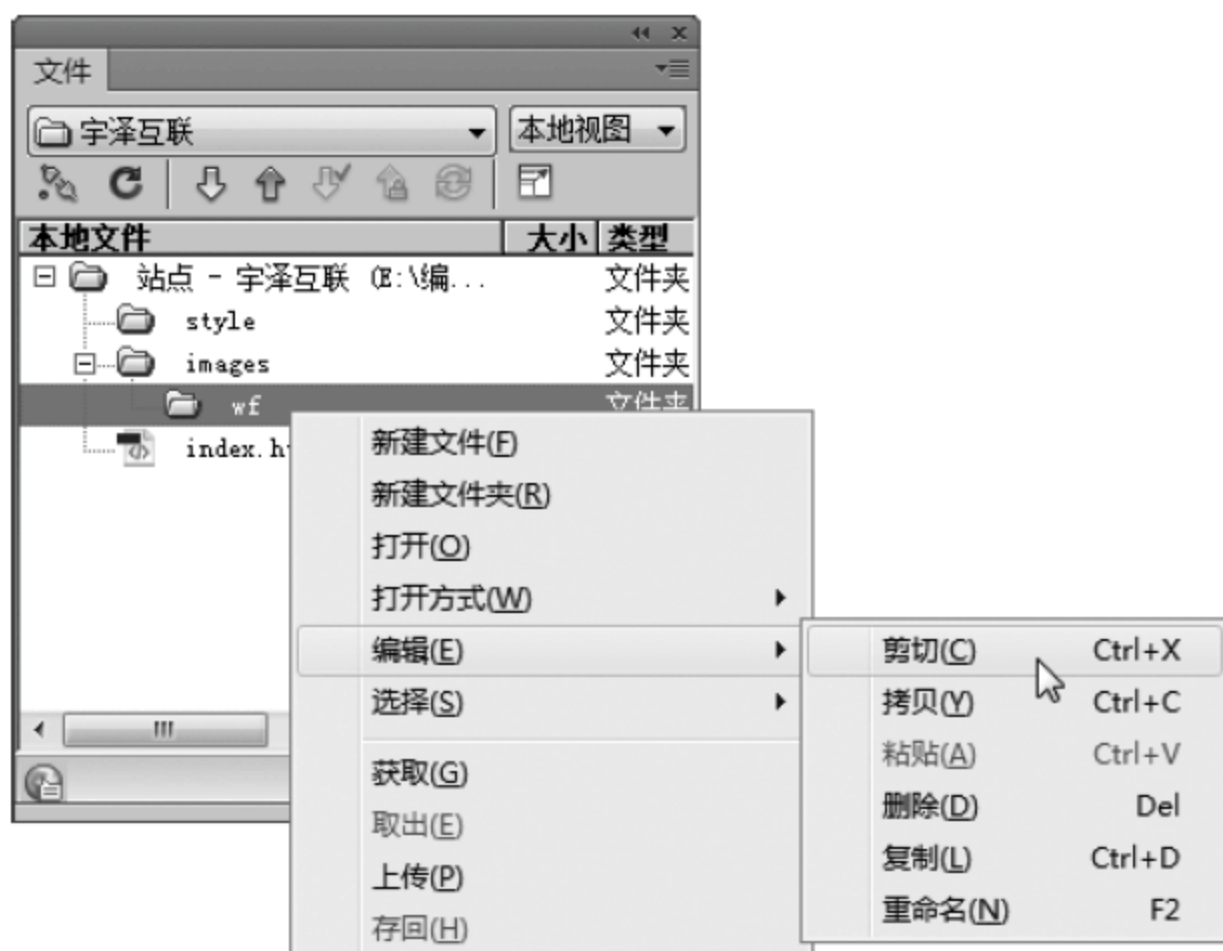 文件
宇泽互联 本地视图
本地文件 大小 类型
站点 - 宇泽互联 (E:\编... 文件夹
style 文件夹
images 文件夹
wf 文件夹
index.h
新建文件(F)
新建文件夹(R)
打开(O)
打开方式(W)
编辑(E)
选择(S)
获取(G)
取出(E)
上传(P)
存回(H)
剪切(C) Ctrl+X
拷贝(Y) Ctrl+C
粘贴(A) Ctrl+V
删除(D) Del
复制(L) Ctrl+D
重命名(N) F2